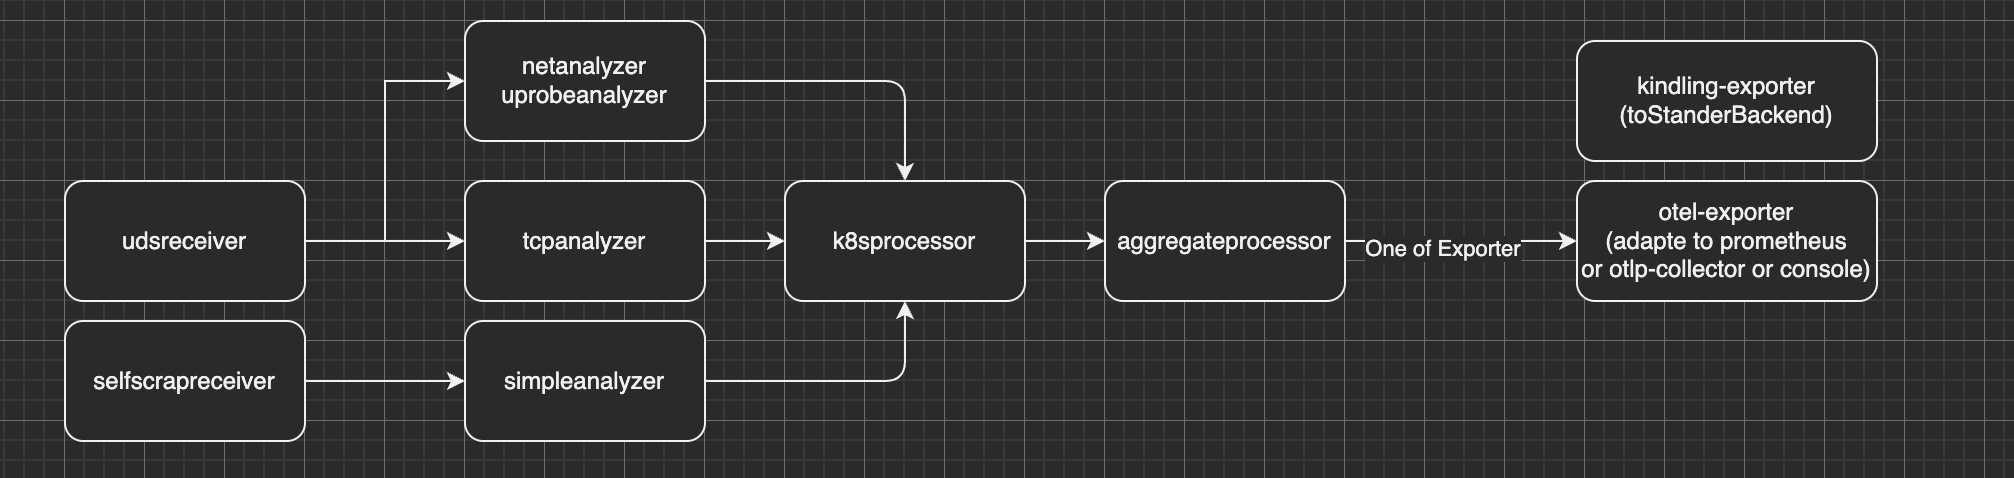 netanalyzer
uprobeanalyzer
kindling-exporter
(toStanderBackend)
udsreceiver
tcpanalyzer
k8sprocessor
aggregateprocessor
One of Exporter
otel-exporter
(adapte to prometheus
or otlp-collector or console)
selfscrapreceiver
simpleanalyzer